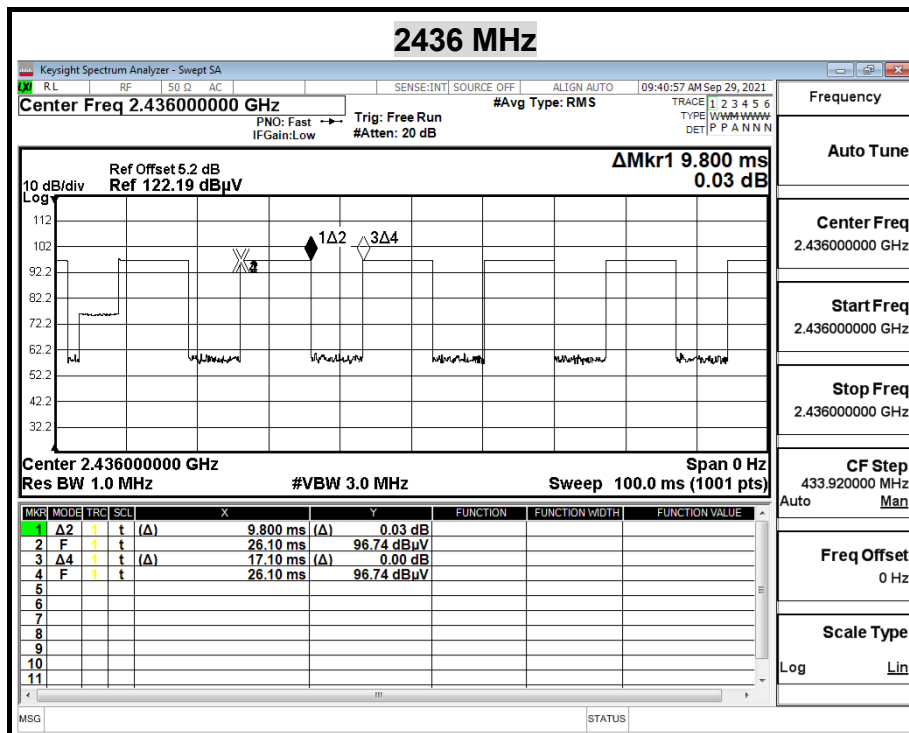 2436 MHz
Keysight Spectrum Analyzer - Swept SA
LXI RL RF 50 Ω AC SENSE:INT SOURCE OFF ALIGN AUTO 09:40:57 AM Sep 29, 2021
Center Freq 2.436000000 GHz
PNO: Fast
IFGain:Low
Trig: Free Run
#Atten: 20 dB
#Avg Type: RMS
TRACE 1 2 3 4 5 6
TYPE WWMWWWW
DET P P A N N N
ΔMkr1 9.800 ms
0.03 dB
Ref Offset 5.2 dB
10 dB/div Ref 122.19 dBµV
Log
112
102
92.2
82.2
72.2
62.2
52.2
42.2
32.2
1Δ2 3Δ4
Center 2.436000000 GHz Span 0 Hz
Res BW 1.0 MHz #VBW 3.0 MHz Sweep 100.0 ms (1001 pts)
MKR MODE TRC SCL X Y FUNCTION FUNCTION WIDTH FUNCTION VALUE
1 Δ2 1 t (Δ) 9.800 ms (Δ) 0.03 dB
2 F 1 t 26.10 ms 96.74 dBµV
3 Δ4 1 t (Δ) 17.10 ms (Δ) 0.00 dB
4 F 1 t 26.10 ms 96.74 dBµV
5
6
7
8
9
10
11
MSG STATUS
Frequency
Auto Tune
Center Freq
2.436000000 GHz
Start Freq
2.436000000 GHz
Stop Freq
2.436000000 GHz
CF Step
433.920000 MHz
Auto Man
Freq Offset
0 Hz
Scale Type
Log Lin